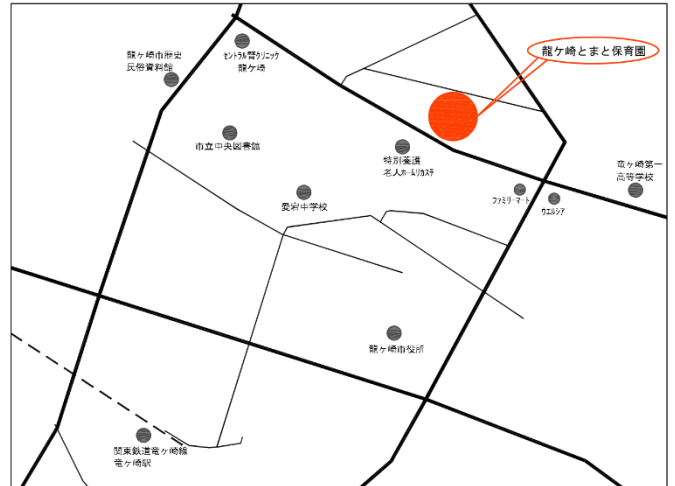 龍ケ崎市歴史
民俗資料館
セントラル腎クリニック
龍ケ崎
龍ケ崎とまと保育園
市立中央図書館
特別養護
老人ホームリカステ
竜ヶ崎第一
高等学校
愛宕中学校
ファミリーマート
ウエルシア
龍ケ崎市役所
関東鉄道竜ヶ崎線
竜ヶ崎駅